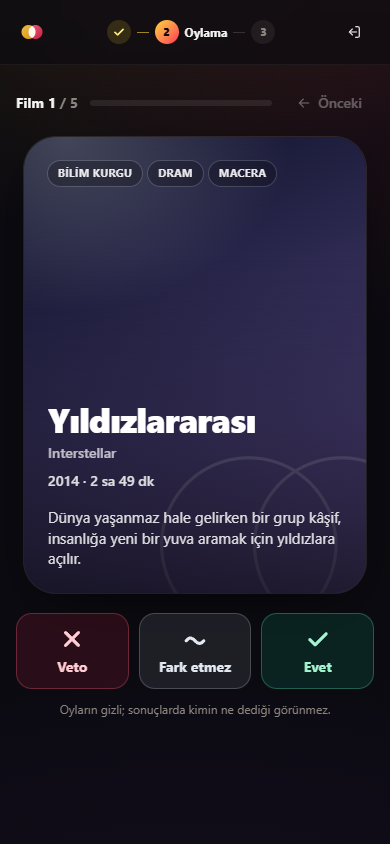 2 Oylama 3
Film 1 / 5
← Önceki
BİLİM KURGU DRAM MACERA
Yıldızlararası
Interstellar
2014 · 2 sa 49 dk
Dünya yaşanmaz hale gelirken bir grup kâşif,
insanlığa yeni bir yuva aramak için yıldızlara
açılır.
Veto Fark etmez Evet
Oyların gizli; sonuçlarda kimin ne dediği görünmez.